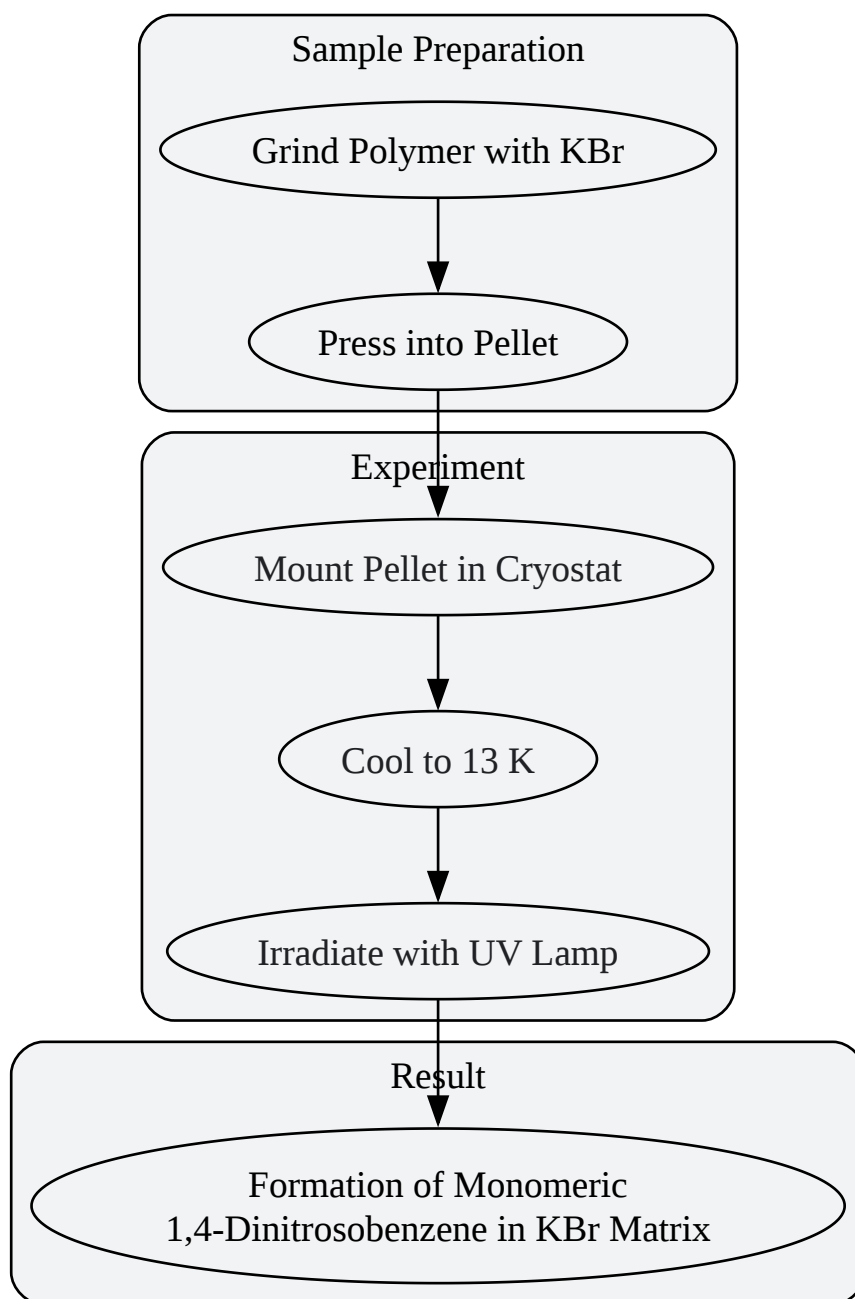 Sample Preparation
Grind Polymer with KBr
Press into Pellet
Experiment
Mount Pellet in Cryostat
Cool to 13 K
Irradiate with UV Lamp
Result
Formation of Monomeric
1,4-Dinitrosobenzene in KBr Matrix